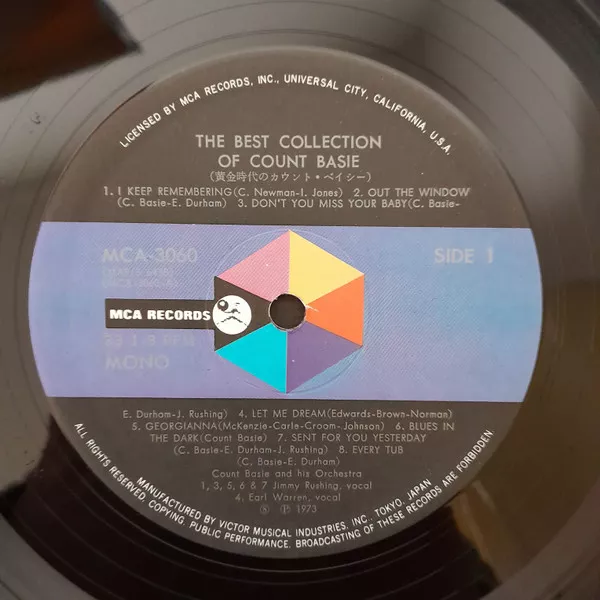 LICENSED BY MCA RECORDS, INC., UNIVERSAL CITY, CALIFORNIA, U.S.A.
THE BEST COLLECTION
OF COUNT BASIE
(黄金時代のカウント・ベイシー)
1. I KEEP REMEMBERING(C. Newman-I. Jones) 2. OUT THE WINDOW
(C. Basie-E. Durham) 3. DON'T YOU MISS YOUR BABY(C. Basie-
MCA-3060
SIDE 1
MCA RECORDS
33 1/3 RPM
MONO
E. Durham-J. Rushing) 4. LET ME DREAM(Edwards-Brown-Norman)
5. GEORGIANNA(McKenzie-Carle-Croom-Johnson) 6. BLUES IN
THE DARK(Count Basie) 7. SENT FOR YOU YESTERDAY
(C. Basie-E. Durham-J. Rushing) 8. EVERY TUB
(C. Basie-E. Durham)
Count Basie and his Orchestra
1, 3, 5, 6 & 7 Jimmy Rushing, vocal
4. Earl Warren, vocal
Ⓢ Ⓟ 1973
MANUFACTURED BY VICTOR MUSICAL INDUSTRIES, INC., TOKYO, JAPAN
ALL RIGHTS RESERVED. COPYING, PUBLIC PERFORMANCE, BROADCASTING OF THESE RECORDS ARE FORBIDDEN.